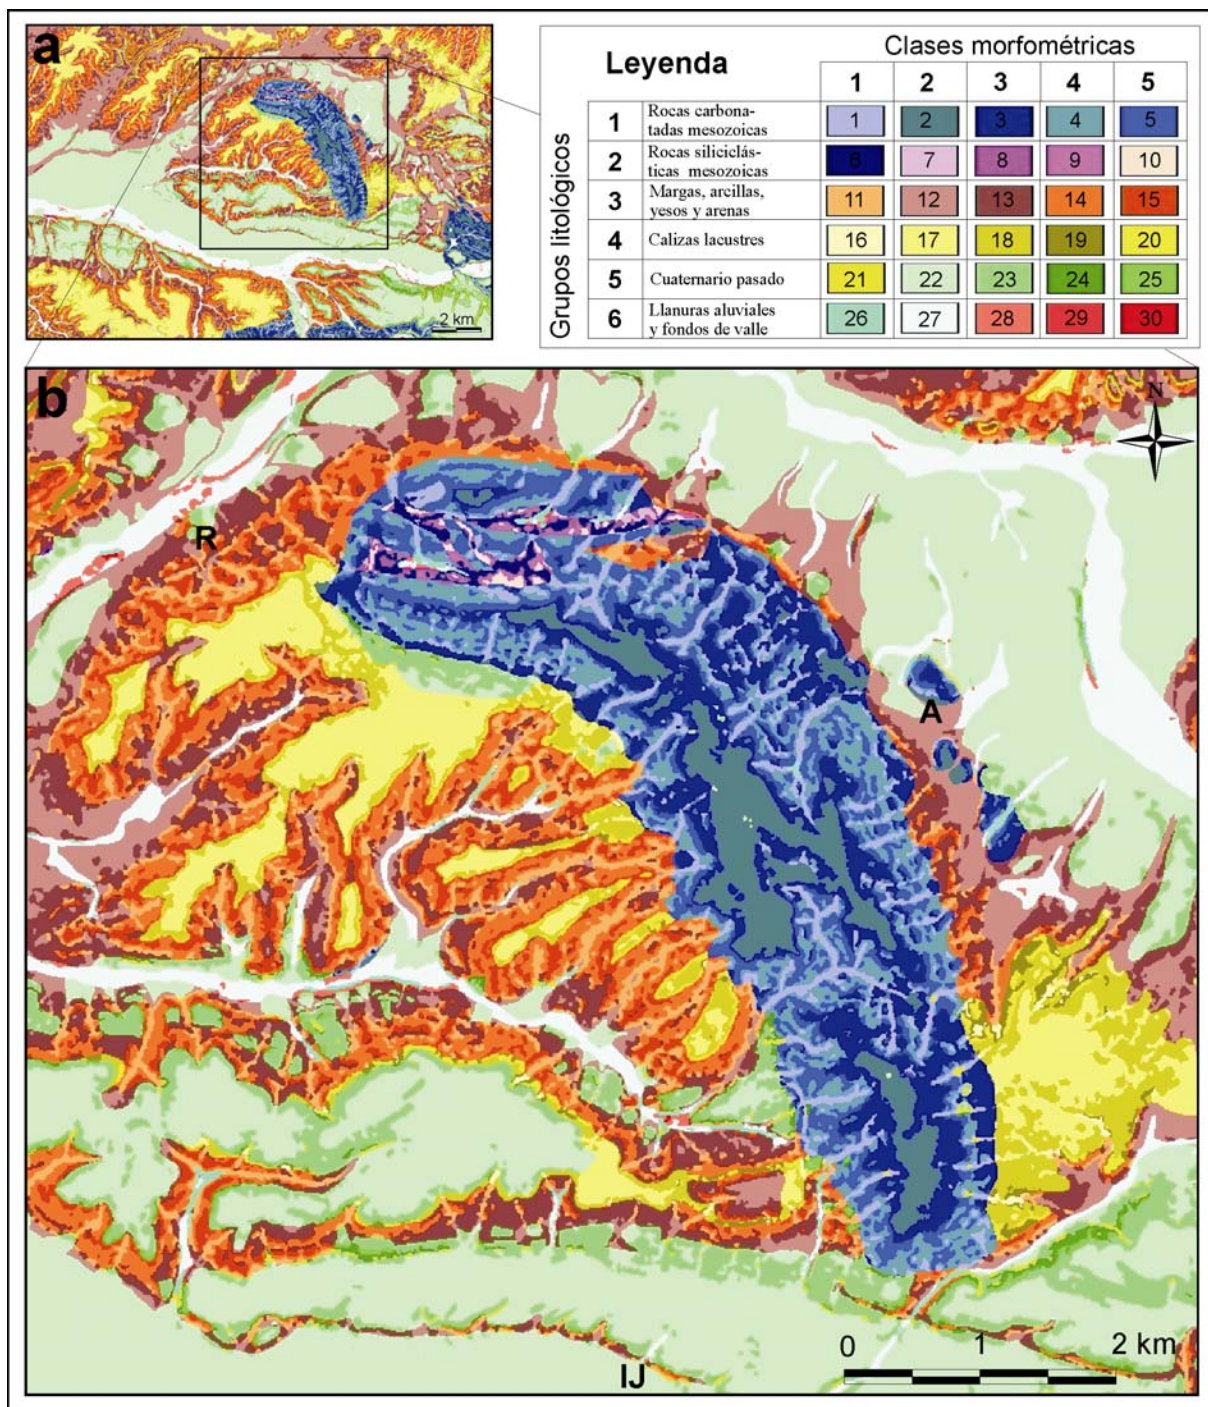 a
2 km
Leyenda
Clases morfométricas
1 2 3 4 5
Grupos litológicos
1 Rocas carbona-
tadas mesozoicas 1 2 3 4 5
2 Rocas siliciclás-
ticas mesozoicas 6 7 8 9 10
3 Margas, arcillas,
yesos y arenas 11 12 13 14 15
4 Calizas lacustres 16 17 18 19 20
5 Cuaternario pasado 21 22 23 24 25
6 Llanuras aluviales
y fondos de valle 26 27 28 29 30
b
N
R
A
0 1 2 km
IJ